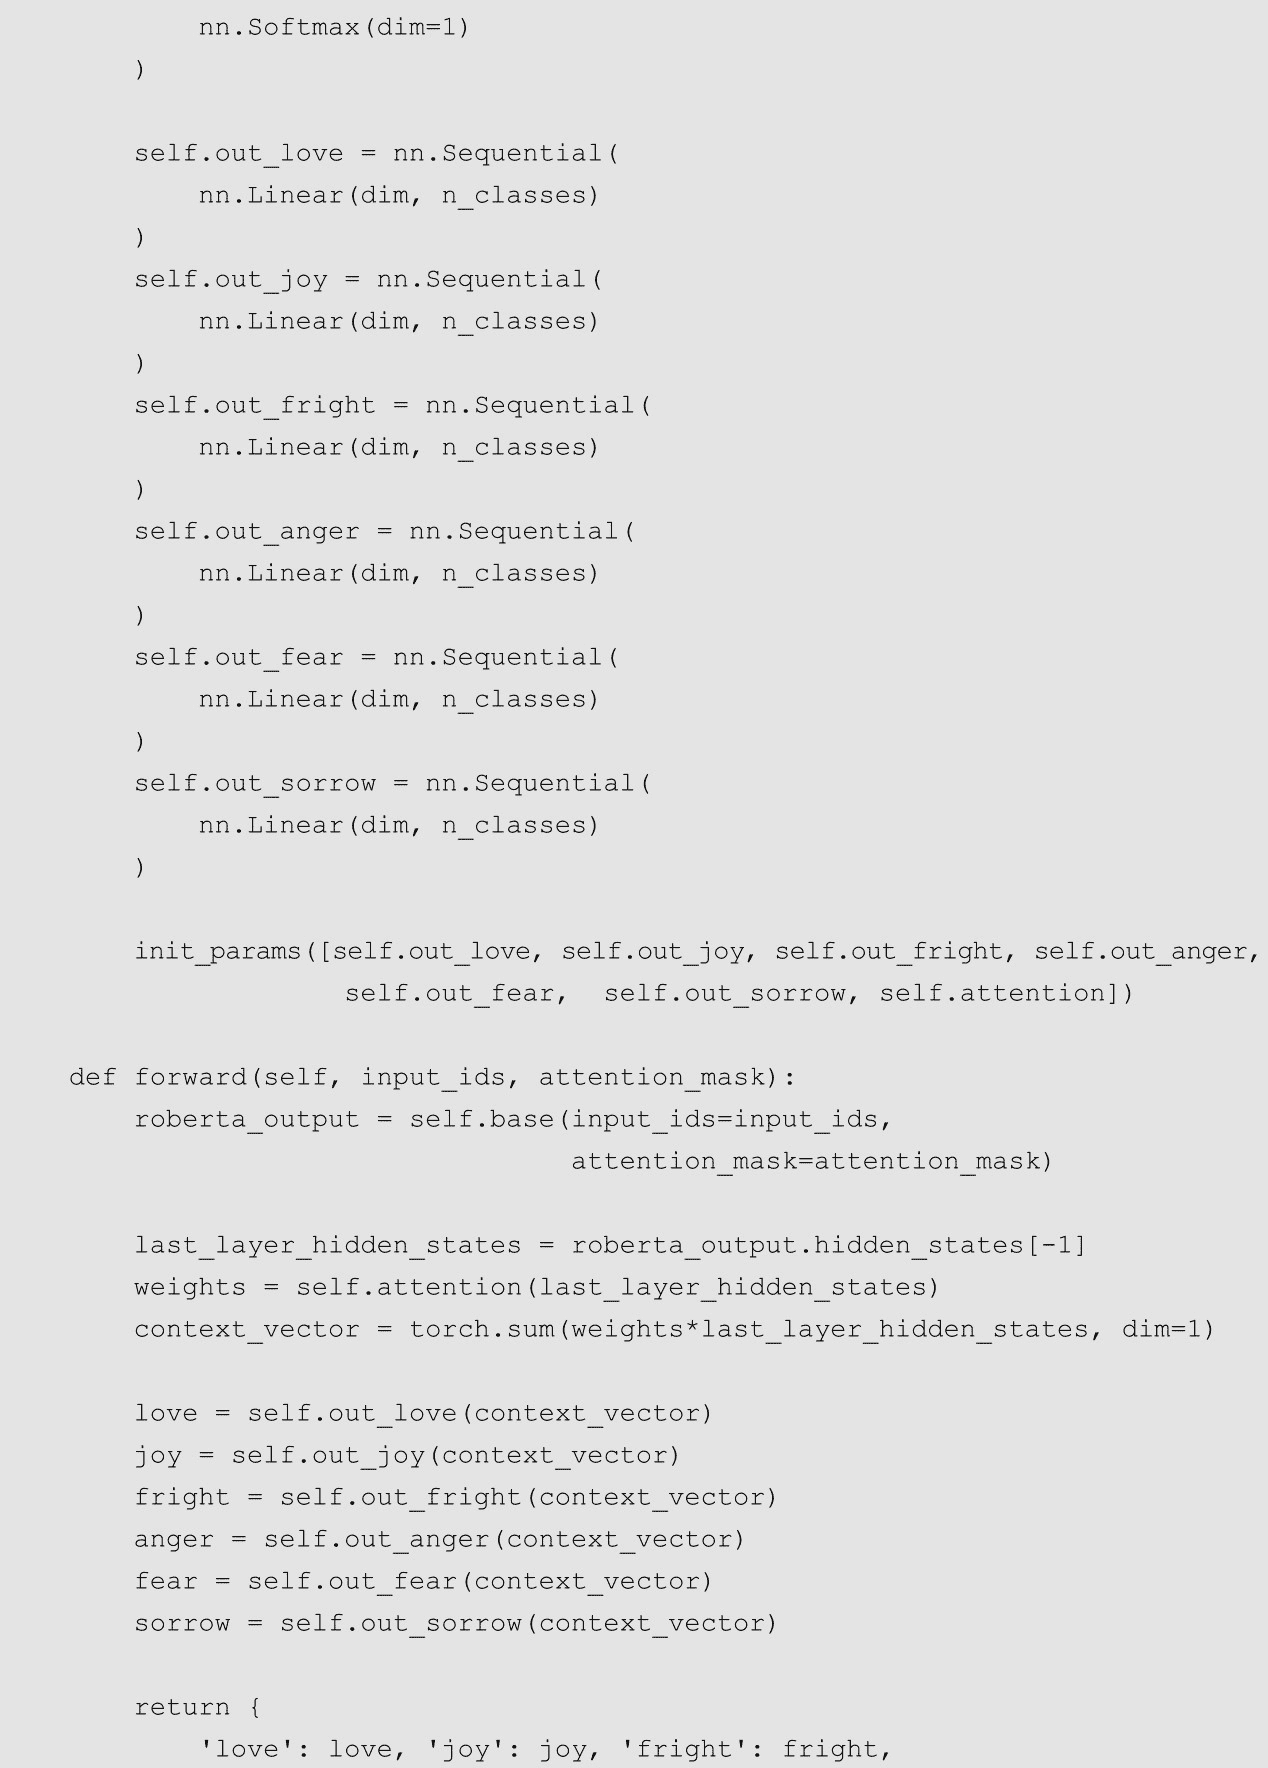 nn.Softmax(dim=1)
)
self.out_love = nn.Sequential(
nn.Linear(dim, n_classes)
)
self.out_joy = nn.Sequential(
nn.Linear(dim, n_classes)
)
self.out_fright = nn.Sequential(
nn.Linear(dim, n_classes)
)
self.out_anger = nn.Sequential(
nn.Linear(dim, n_classes)
)
self.out_fear = nn.Sequential(
nn.Linear(dim, n_classes)
)
self.out_sorrow = nn.Sequential(
nn.Linear(dim, n_classes)
)
init_params([self.out_love, self.out_joy, self.out_fright, self.out_anger,
self.out_fear,  self.out_sorrow, self.attention])
def forward(self, input_ids, attention_mask):
roberta_output = self.base(input_ids=input_ids,
attention_mask=attention_mask)
last_layer_hidden_states = roberta_output.hidden_states[-1]
weights = self.attention(last_layer_hidden_states)
context_vector = torch.sum(weights*last_layer_hidden_states, dim=1)
love = self.out_love(context_vector)
joy = self.out_joy(context_vector)
fright = self.out_fright(context_vector)
anger = self.out_anger(context_vector)
fear = self.out_fear(context_vector)
sorrow = self.out_sorrow(context_vector)
return {
'love': love, 'joy': joy, 'fright': fright,